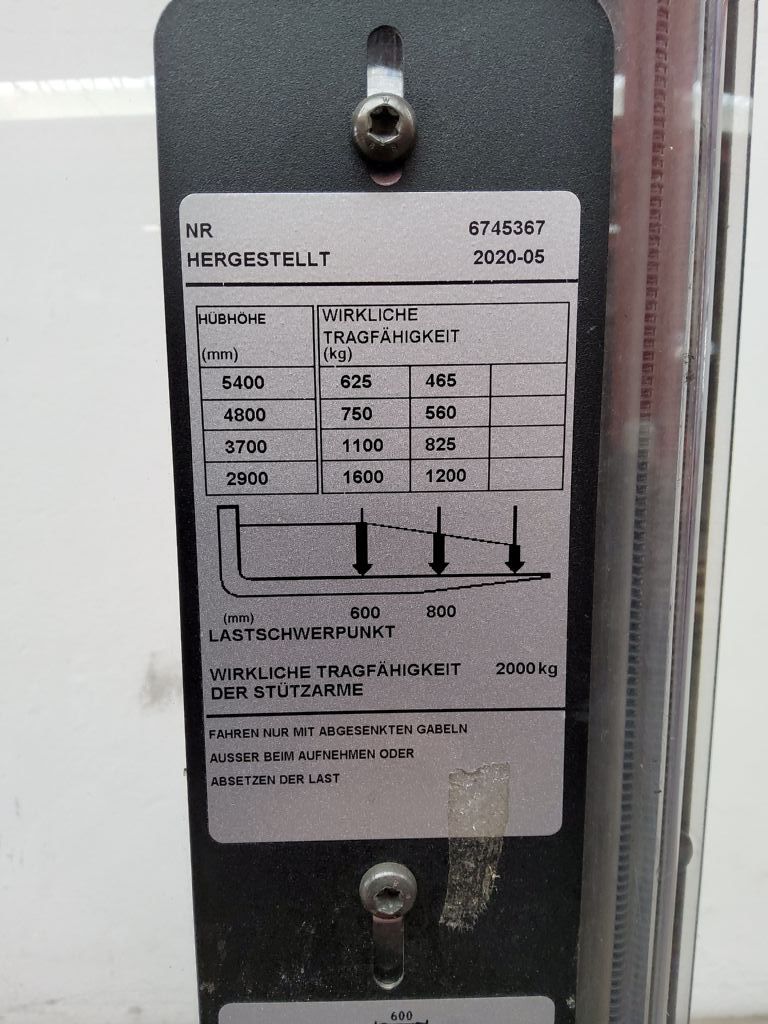 NR 6745367
HERGESTELLT 2020-05
HÜBHÖHE WIRKLICHE
TRAGFÄHIGKEIT
(mm) (kg)
5400 625 465
4800 750 560
3700 1100 825
2900 1600 1200
(mm) 600 800
LASTSCHWERPUNKT
WIRKLICHE TRAGFÄHIGKEIT 2000 kg
DER STÜTZARME
FAHREN NUR MIT ABGESENKTEN GABELN
AUSSER BEIM AUFNEHMEN ODER
ABSETZEN DER LAST
600